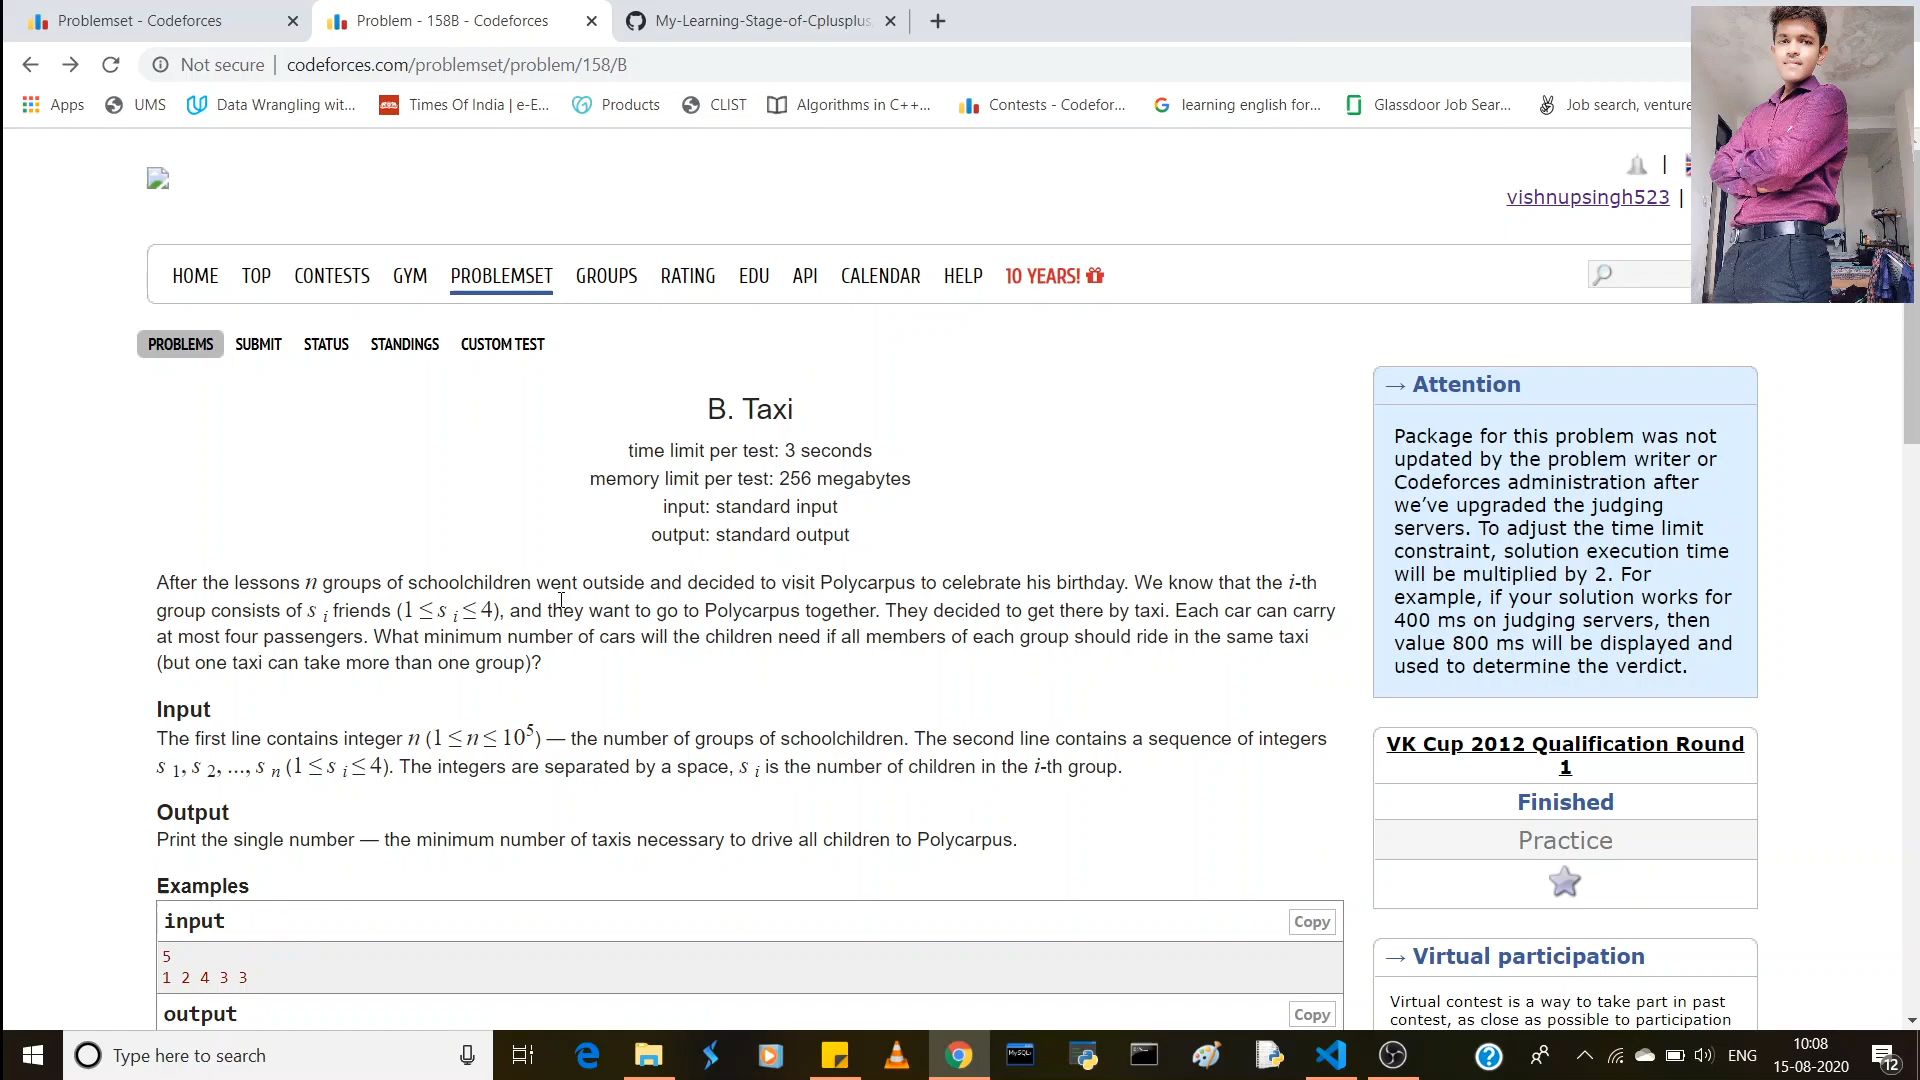 Problemset - Codeforces
Problem - 158B - Codeforces
My-Learning-Stage-of-Cplusplus
Not secure | codeforces.com/problemset/problem/158/B
Apps UMS Data Wrangling wit... Times Of India | e-E... Products CLIST Algorithms in C++... Contests - Codefor... learning english for... Glassdoor Job Sear... Job search, venture
vishnupsingh523 |
HOME TOP CONTESTS GYM PROBLEMSET GROUPS RATING EDU API CALENDAR HELP 10 YEARS!
PROBLEMS SUBMIT STATUS STANDINGS CUSTOM TEST
B. Taxi
time limit per test: 3 seconds
memory limit per test: 256 megabytes
input: standard input
output: standard output
After the lessons n groups of schoolchildren went outside and decided to visit Polycarpus to celebrate his birthday. We know that the i-th
group consists of s i friends (1 ≤ s i ≤ 4), and they want to go to Polycarpus together. They decided to get there by taxi. Each car can carry
at most four passengers. What minimum number of cars will the children need if all members of each group should ride in the same taxi
(but one taxi can take more than one group)?
Input
The first line contains integer n (1 ≤ n ≤ 10⁵) — the number of groups of schoolchildren. The second line contains a sequence of integers
s 1, s 2, ..., s n (1 ≤ s i ≤ 4). The integers are separated by a space, s i is the number of children in the i-th group.
Output
Print the single number — the minimum number of taxis necessary to drive all children to Polycarpus.
Examples
input
Copy
5
1 2 4 3 3
output
Copy
→ Attention
Package for this problem was not
updated by the problem writer or
Codeforces administration after
we’ve upgraded the judging
servers. To adjust the time limit
constraint, solution execution time
will be multiplied by 2. For
example, if your solution works for
400 ms on judging servers, then
value 800 ms will be displayed and
used to determine the verdict.
VK Cup 2012 Qualification Round
1
Finished
Practice
→ Virtual participation
Virtual contest is a way to take part in past
contest, as close as possible to participation
Type here to search
ENG
10:08
15-08-2020
12